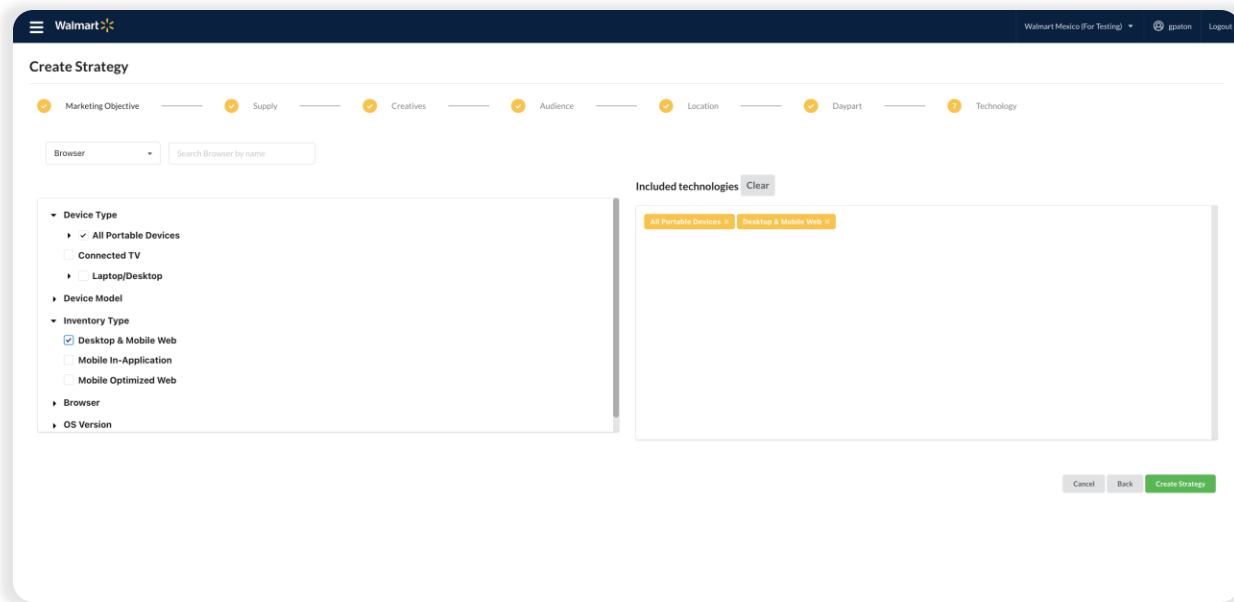 Walmart
Walmart Mexico (For Testing) gpaton Logout
Create Strategy
Marketing Objective Supply Creatives Audience Location Daypart 7 Technology
Browser Search Browser by name
Included technologies Clear
Device Type
All Portable Devices
Connected TV
Laptop/Desktop
Device Model
Inventory Type
Desktop & Mobile Web
Mobile In-Application
Mobile Optimized Web
Browser
OS Version
All Portable Devices × Desktop & Mobile Web ×
Cancel Back Create Strategy